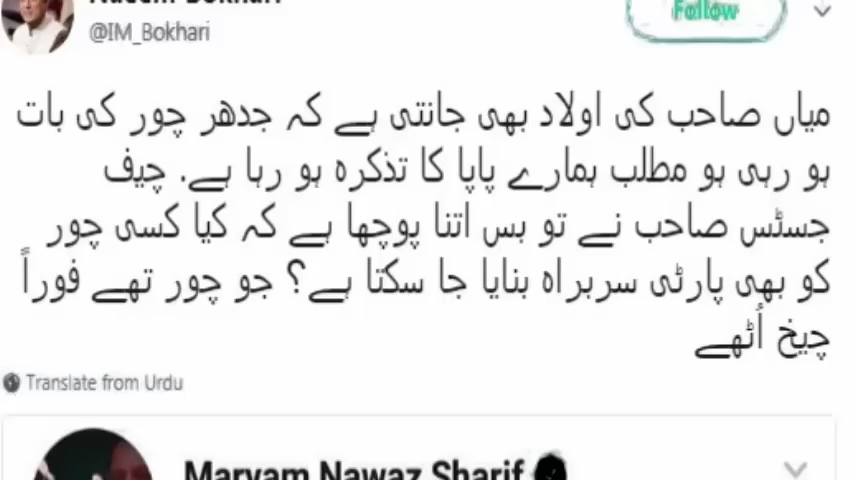 @IM_Bokhari
Follow
میاں صاحب کی اولاد بھی جانتی ہے کہ جدھر چور کی بات
ہو رہی ہو مطلب ہمارے پاپا کا تذکرہ ہو رہا ہے. چیف
جسٹس صاحب نے تو بس اتنا پوچھا ہے کہ کیا کسی چور
کو بھی پارٹی سربراہ بنایا جا سکتا ہے؟ جو چور تھے فوراً
چیخ اُٹھے
Translate from Urdu
Maryam Nawaz Sharif